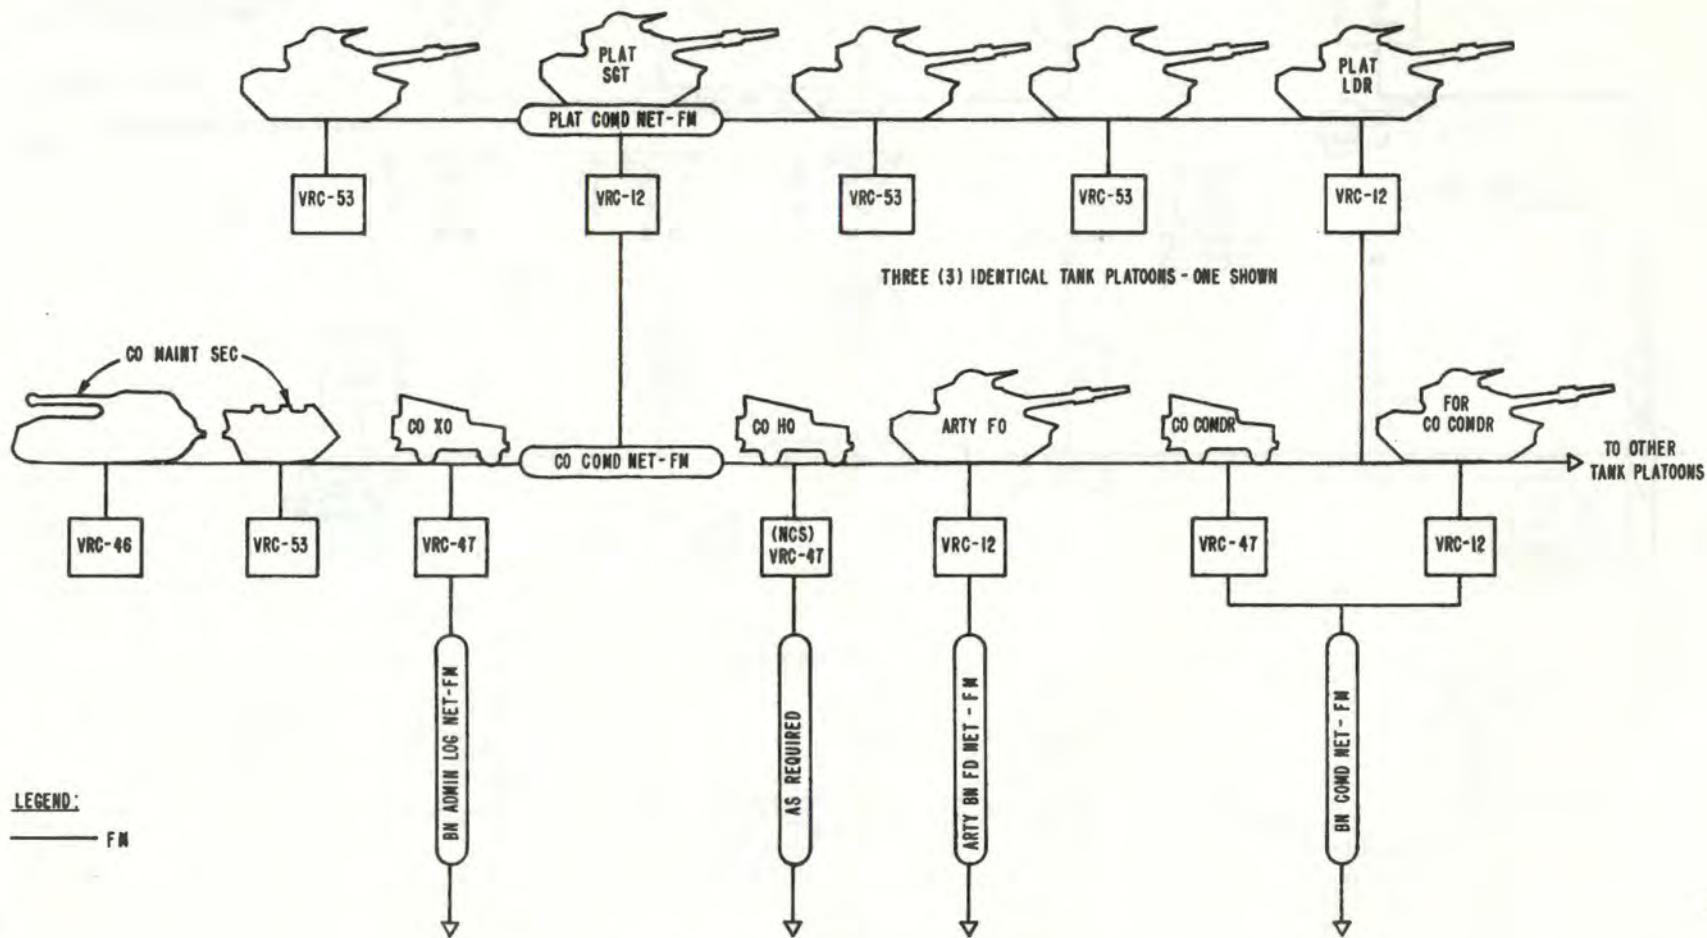 PLAT
SGT
PLAT
LDR
PLAT COMD NET-FM
VRC-53
VRC-12
VRC-53
VRC-53
VRC-12
THREE (3) IDENTICAL TANK PLATOONS - ONE SHOWN
CO MAINT SEC
CO XO
CO HQ
ARTY FO
CO COMDR
FOR
CO COMDR
CO COMD NET-FM
TO OTHER
TANK PLATOONS
VRC-46
VRC-53
VRC-47
(NCS)
VRC-47
VRC-12
VRC-47
VRC-12
BN ADMIN LOG NET-FM
AS REQUIRED
ARTY BN FD NET - FM
BN COMD NET - FM
LEGEND:
FM